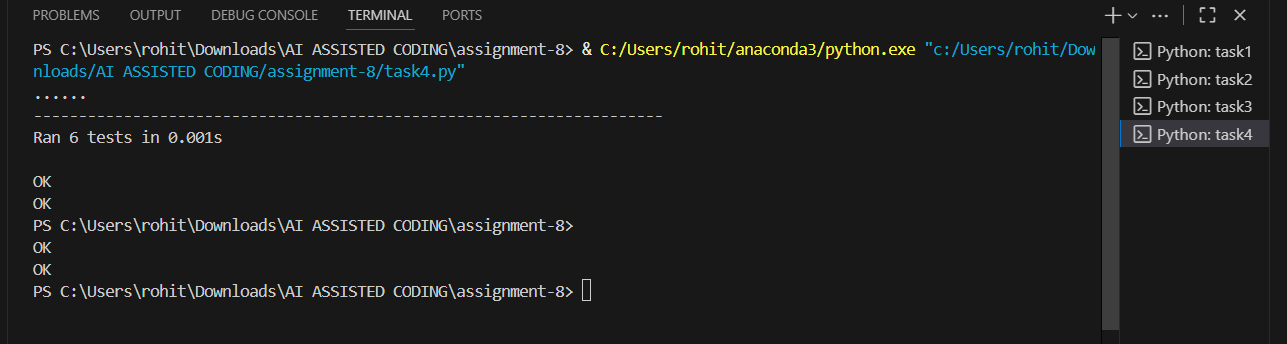 PROBLEMS OUTPUT DEBUG CONSOLE TERMINAL PORTS
PS C:\Users\rohit\Downloads\AI ASSISTED CODING\assignment-8> & C:/Users/rohit/anaconda3/python.exe "c:/Users/rohit/Dow
nloads/AI ASSISTED CODING/assignment-8/task4.py"
......
----------------------------------------------------------------------
Ran 6 tests in 0.001s
OK
OK
PS C:\Users\rohit\Downloads\AI ASSISTED CODING\assignment-8>
OK
OK
PS C:\Users\rohit\Downloads\AI ASSISTED CODING\assignment-8>
Python: task1
Python: task2
Python: task3
Python: task4